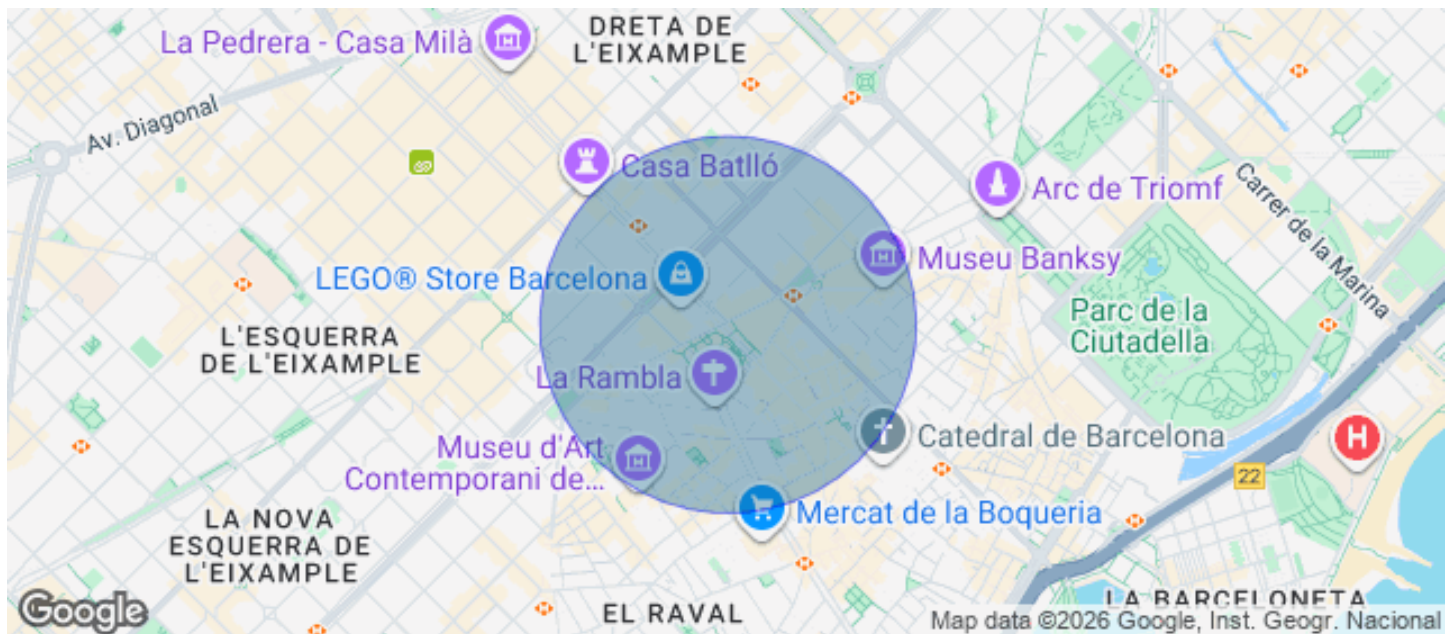 La Pedrera - Casa Milà
DRETA DE
L'EIXAMPLE
Av. Diagonal
Casa Batlló
Arc de Triomf
Carrer de la Marina
LEGO® Store Barcelona
Museu Banksy
Parc de la
Ciutadella
L'ESQUERRA
DE L'EIXAMPLE
La Rambla
Museu d'Art
Contemporani de...
Catedral de Barcelona
H
22
Mercat de la Boqueria
LA NOVA
ESQUERRA DE
L'EIXAMPLE
EL RAVAL
LA BARCELONETA
Google
Map data ©2026 Google, Inst. Geogr. Nacional